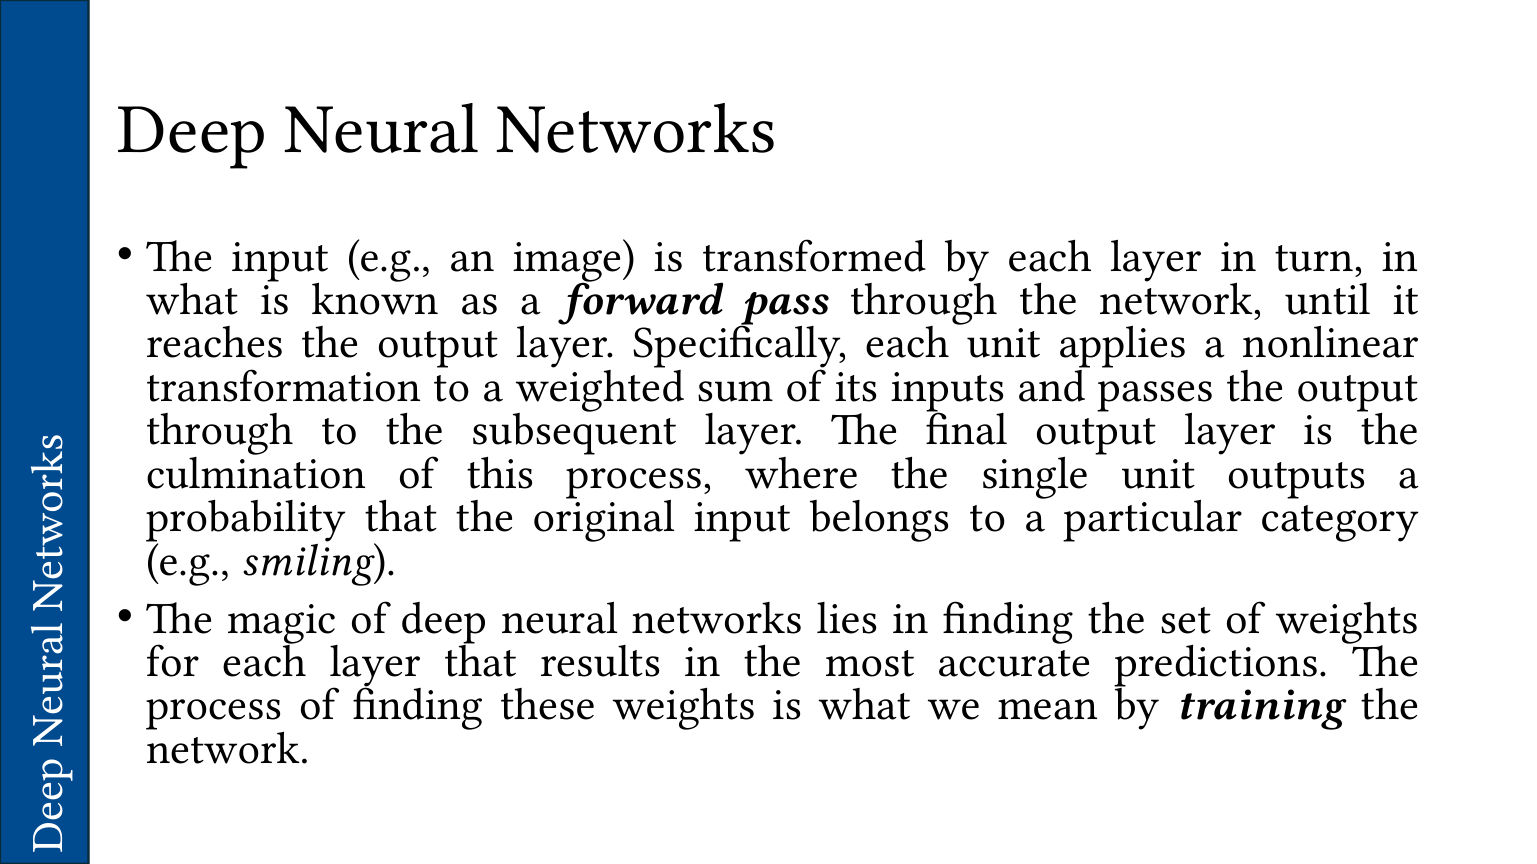 Deep Neural Networks
Deep Neural Networks
• The input (e.g., an image) is transformed by each layer in turn, in
what is known as a forward pass through the network, until it
reaches the output layer. Specifically, each unit applies a nonlinear
transformation to a weighted sum of its inputs and passes the output
through to the subsequent layer. The final output layer is the
culmination of this process, where the single unit outputs a
probability that the original input belongs to a particular category
(e.g., smiling).
• The magic of deep neural networks lies in finding the set of weights
for each layer that results in the most accurate predictions. The
process of finding these weights is what we mean by training the
network.